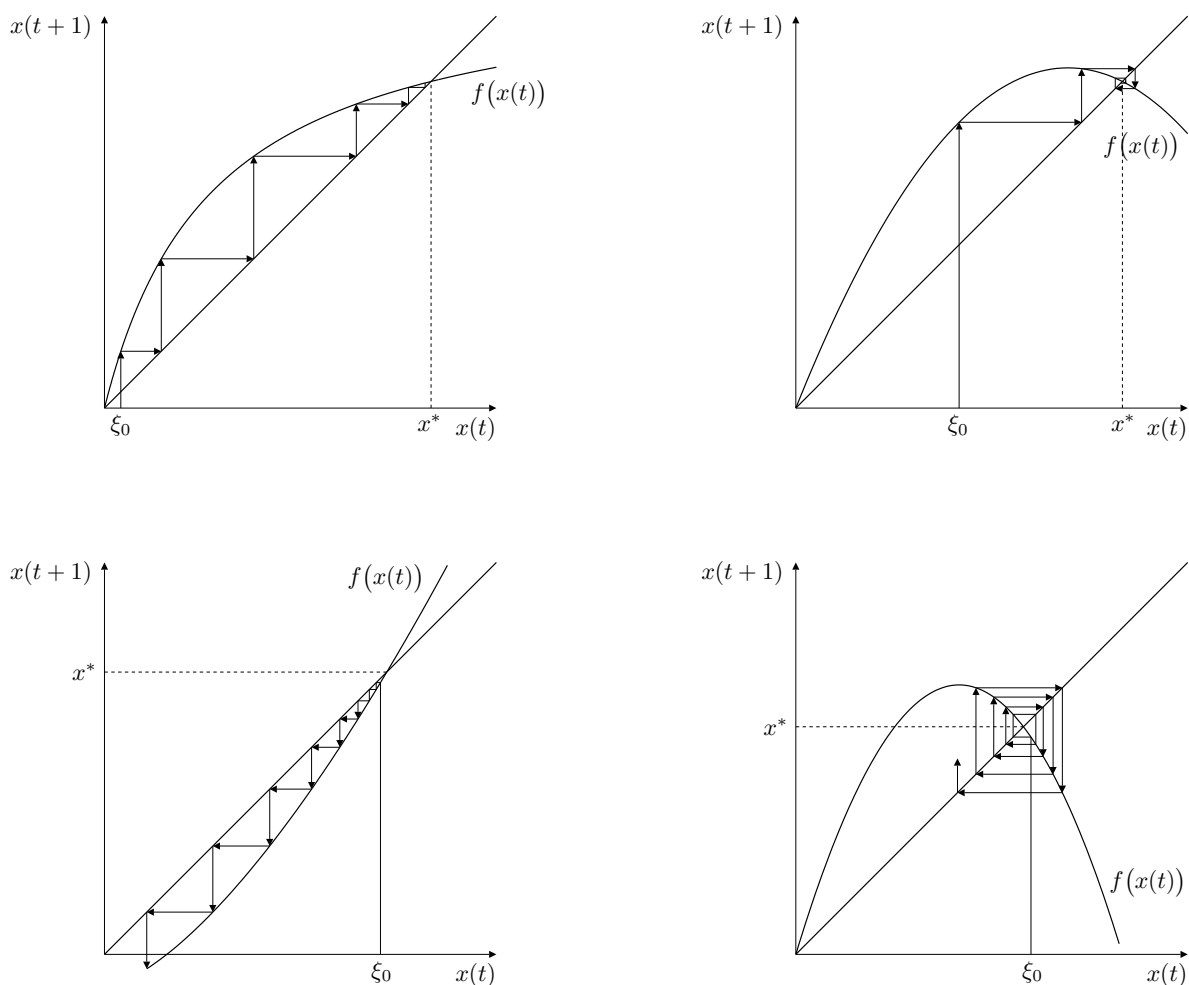 x(t + 1)
f(x(t))
ξ₀
x*
x(t)
x(t + 1)
f(x(t))
ξ₀
x*
x(t)
x(t + 1)
f(x(t))
x*
ξ₀
x(t)
x(t + 1)
x*
f(x(t))
ξ₀
x(t)